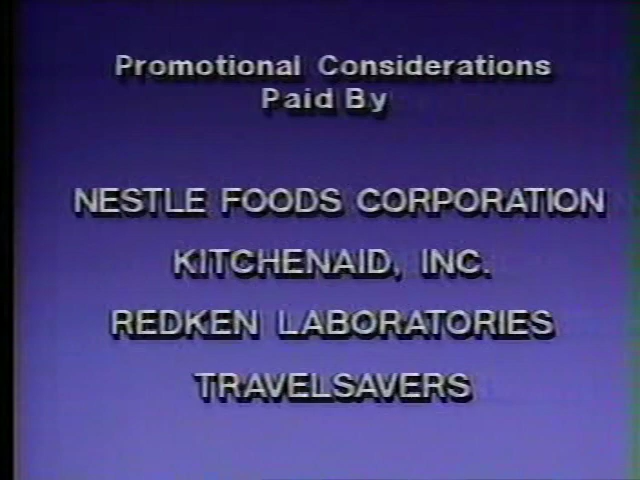 Promotional Considerations
Paid By
NESTLE FOODS CORPORATION
KITCHENAID, INC.
REDKEN LABORATORIES
TRAVELSAVERS